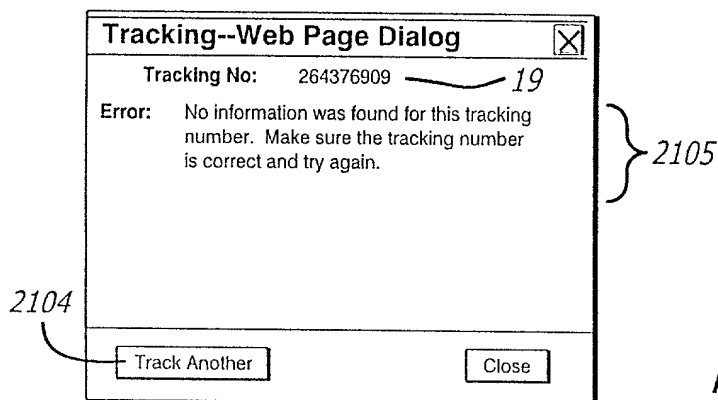 Tracking--Web Page Dialog
Tracking No: 264376909 19
Error: No information was found for this tracking
number. Make sure the tracking number
is correct and try again.
2105
2104
Track Another Close